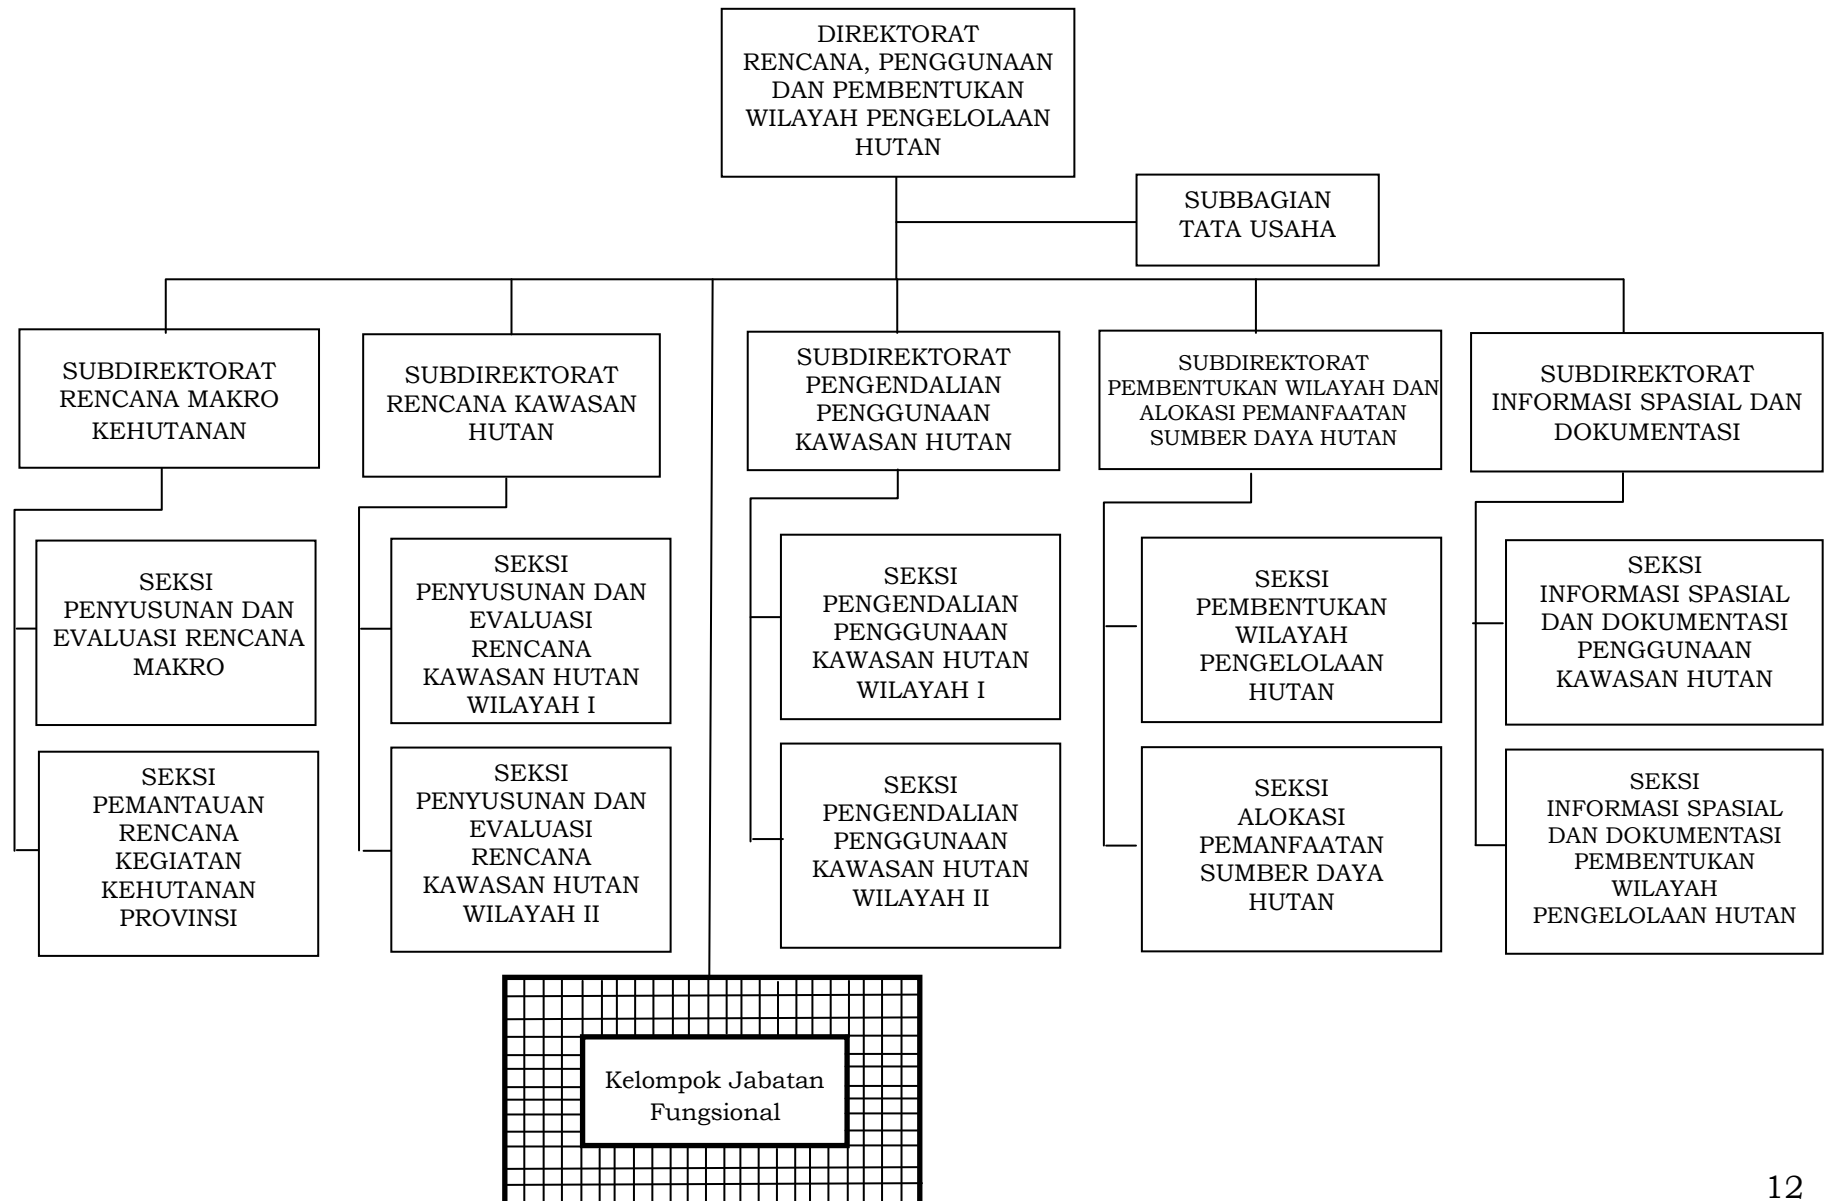 DIREKTORAT
RENCANA, PENGGUNAAN
DAN PEMBENTUKAN
WILAYAH PENGELOLAAN
HUTAN
SUBBAGIAN
TATA USAHA
SUBDIREKTORAT
RENCANA MAKRO
KEHUTANAN
SUBDIREKTORAT
RENCANA KAWASAN
HUTAN
SUBDIREKTORAT
PENGENDALIAN
PENGGUNAAN
KAWASAN HUTAN
SUBDIREKTORAT
PEMBENTUKAN WILAYAH DAN
ALOKASI PEMANFAATAN
SUMBER DAYA HUTAN
SUBDIREKTORAT
INFORMASI SPASIAL DAN
DOKUMENTASI
SEKSI
PENYUSUNAN DAN
EVALUASI RENCANA
MAKRO
SEKSI
PENYUSUNAN DAN
EVALUASI
RENCANA
KAWASAN HUTAN
WILAYAH I
SEKSI
PENGENDALIAN
PENGGUNAAN
KAWASAN HUTAN
WILAYAH I
SEKSI
PEMBENTUKAN
WILAYAH
PENGELOLAAN
HUTAN
SEKSI
INFORMASI SPASIAL
DAN DOKUMENTASI
PENGGUNAAN
KAWASAN HUTAN
SEKSI
PEMANTAUAN
RENCANA
KEGIATAN
KEHUTANAN
PROVINSI
SEKSI
PENYUSUNAN DAN
EVALUASI
RENCANA
KAWASAN HUTAN
WILAYAH II
SEKSI
PENGENDALIAN
PENGGUNAAN
KAWASAN HUTAN
WILAYAH II
SEKSI
ALOKASI
PEMANFAATAN
SUMBER DAYA
HUTAN
SEKSI
INFORMASI SPASIAL
DAN DOKUMENTASI
PEMBENTUKAN
WILAYAH
PENGELOLAAN HUTAN
Kelompok Jabatan
Fungsional
12